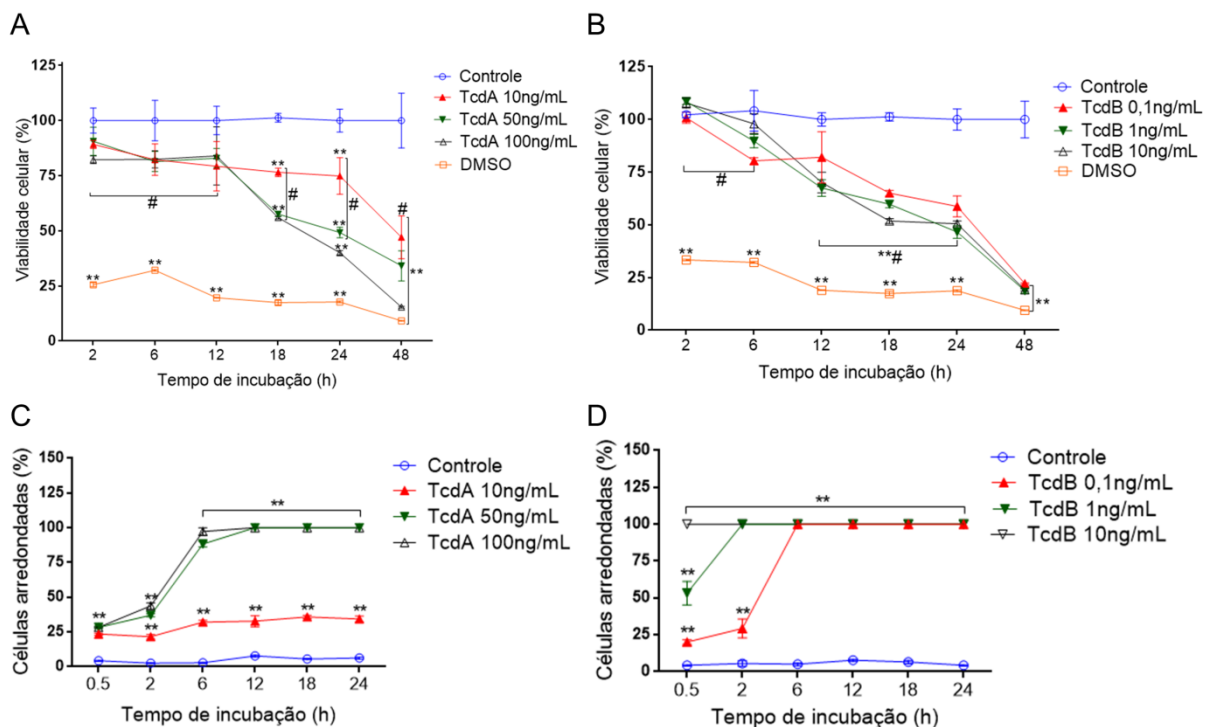 A
Viabilidade celular (%)
125
100
75
50
25
0
2 6 12 18 24 48
Tempo de incubação (h)
Controle
TcdA 10ng/mL
TcdA 50ng/mL
TcdA 100ng/mL
DMSO
** ** ** ** **
** **
** **
** **
# # # #
**
B
Viabilidade celular (%)
125
100
75
50
25
0
2 6 12 18 24 48
Tempo de incubação (h)
Controle
TcdB 0,1ng/mL
TcdB 1ng/mL
TcdB 10ng/mL
DMSO
#
**#
** ** ** ** **
**
C
Células arredondadas (%)
150
125
100
75
50
25
0
0.5 2 6 12 18 24
Tempo de incubação (h)
Controle
TcdA 10ng/mL
TcdA 50ng/mL
TcdA 100ng/mL
**
** ** ** ** ** **
**
D
Células arredondadas (%)
150
125
100
75
50
25
0
0.5 2 6 12 18 24
Tempo de incubação (h)
Controle
TcdB 0,1ng/mL
TcdB 1ng/mL
TcdB 10ng/mL
**
**
** **